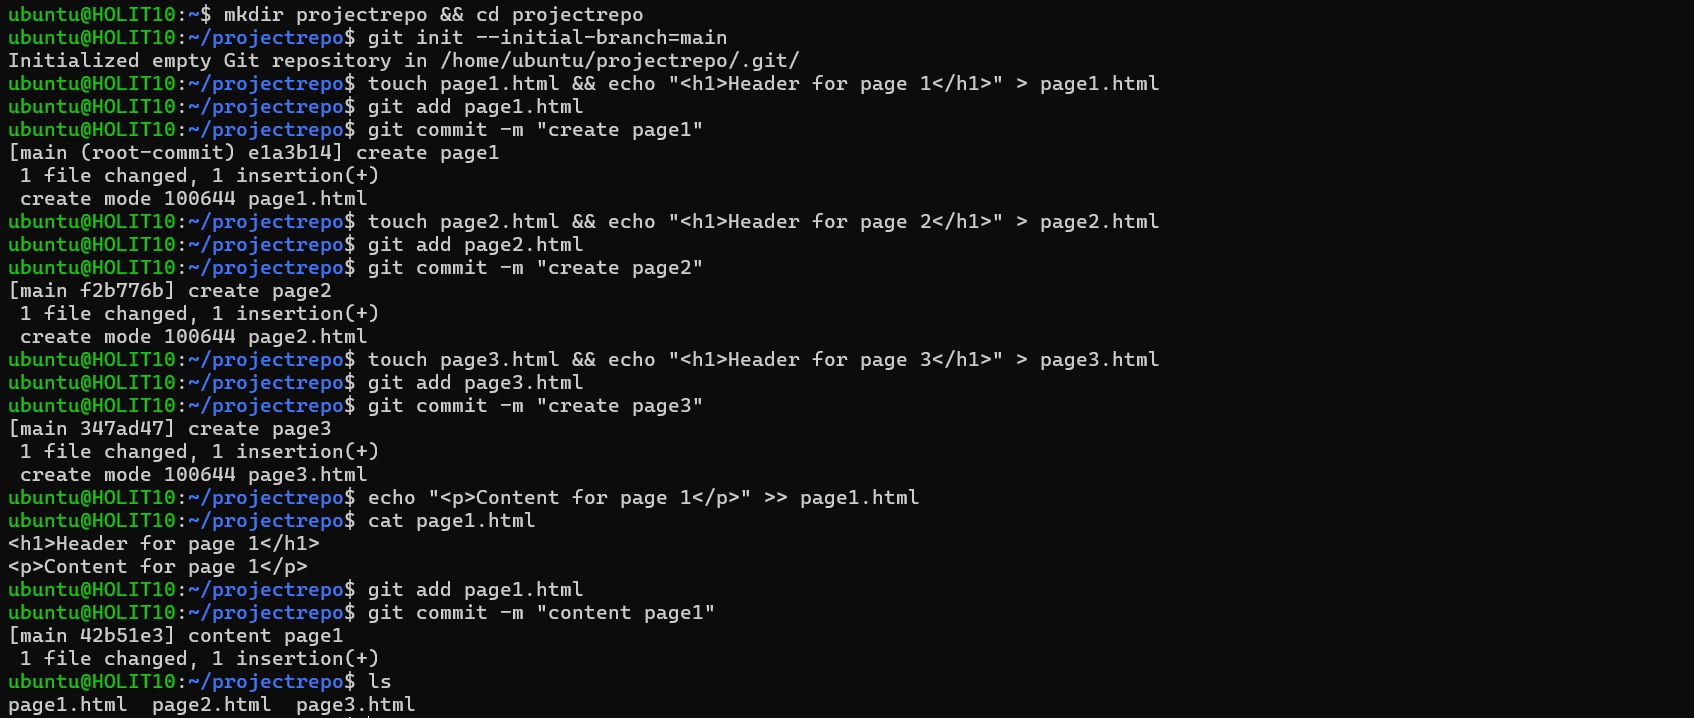 ubuntu@HOLIT10:~$ mkdir projectrepo && cd projectrepo
ubuntu@HOLIT10:~/projectrepo$ git init --initial-branch=main
Initialized empty Git repository in /home/ubuntu/projectrepo/.git/
ubuntu@HOLIT10:~/projectrepo$ touch page1.html && echo "<h1>Header for page 1</h1>" > page1.html
ubuntu@HOLIT10:~/projectrepo$ git add page1.html
ubuntu@HOLIT10:~/projectrepo$ git commit -m "create page1"
[main (root-commit) e1a3b14] create page1
 1 file changed, 1 insertion(+)
 create mode 100644 page1.html
ubuntu@HOLIT10:~/projectrepo$ touch page2.html && echo "<h1>Header for page 2</h1>" > page2.html
ubuntu@HOLIT10:~/projectrepo$ git add page2.html
ubuntu@HOLIT10:~/projectrepo$ git commit -m "create page2"
[main f2b776b] create page2
 1 file changed, 1 insertion(+)
 create mode 100644 page2.html
ubuntu@HOLIT10:~/projectrepo$ touch page3.html && echo "<h1>Header for page 3</h1>" > page3.html
ubuntu@HOLIT10:~/projectrepo$ git add page3.html
ubuntu@HOLIT10:~/projectrepo$ git commit -m "create page3"
[main 347ad47] create page3
 1 file changed, 1 insertion(+)
 create mode 100644 page3.html
ubuntu@HOLIT10:~/projectrepo$ echo "<p>Content for page 1</p>" >> page1.html
ubuntu@HOLIT10:~/projectrepo$ cat page1.html
<h1>Header for page 1</h1>
<p>Content for page 1</p>
ubuntu@HOLIT10:~/projectrepo$ git add page1.html
ubuntu@HOLIT10:~/projectrepo$ git commit -m "content page1"
[main 42b51e3] content page1
 1 file changed, 1 insertion(+)
ubuntu@HOLIT10:~/projectrepo$ ls
page1.html  page2.html  page3.html